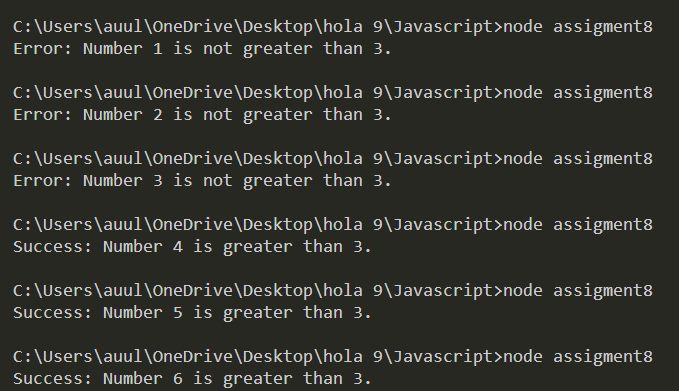 C:\Users\auul\OneDrive\Desktop\hola 9\Javascript>node assigment8
Error: Number 1 is not greater than 3.
C:\Users\auul\OneDrive\Desktop\hola 9\Javascript>node assigment8
Error: Number 2 is not greater than 3.
C:\Users\auul\OneDrive\Desktop\hola 9\Javascript>node assigment8
Error: Number 3 is not greater than 3.
C:\Users\auul\OneDrive\Desktop\hola 9\Javascript>node assigment8
Success: Number 4 is greater than 3.
C:\Users\auul\OneDrive\Desktop\hola 9\Javascript>node assigment8
Success: Number 5 is greater than 3.
C:\Users\auul\OneDrive\Desktop\hola 9\Javascript>node assigment8
Success: Number 6 is greater than 3.